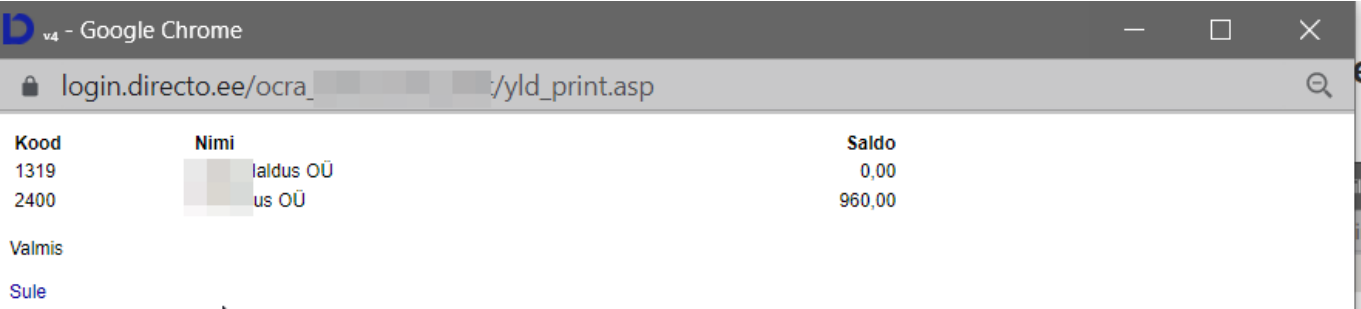 v4 - Google Chrome
login.directo.ee/ocra_ /yld_print.asp
Kood Nimi Saldo
1319 laldus OÜ 0,00
2400 us OÜ 960,00
Valmis
Sule